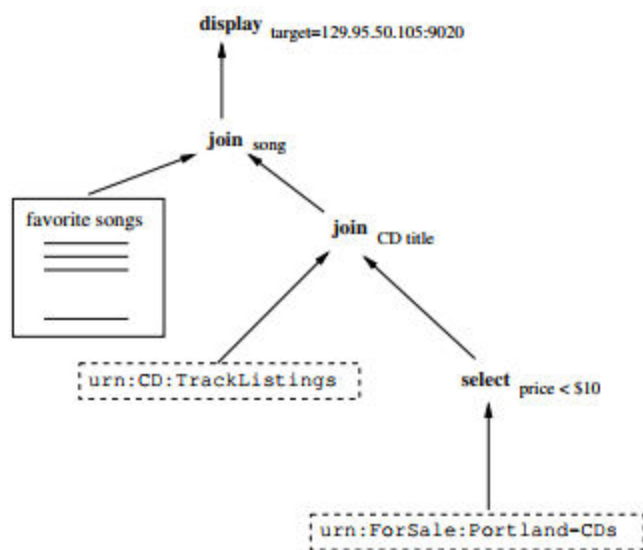 display target=129.95.50.105:9020
join song
favorite songs
join CD title
urn:CD:TrackListings
select price < $10
urn:ForSale:Portland-CDs